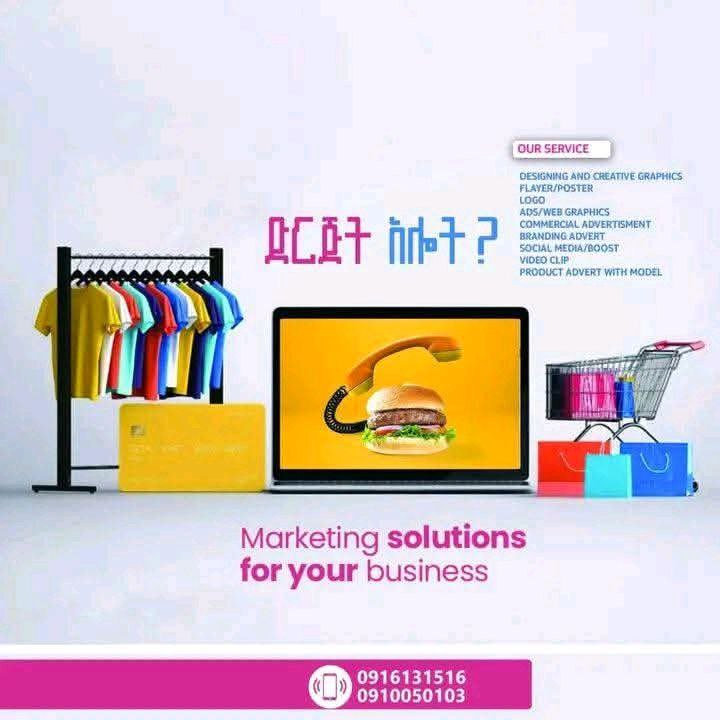 OUR SERVICE
DESIGNING AND CREATIVE GRAPHICS
FLAYER/POSTER
LOGO
ADS/WEB GRAPHICS
COMMERCIAL ADVERTISMENT
BRANDING ADVERT
SOCIAL MEDIA/BOOST
VIDEO CLIP
PRODUCT ADVERT WITH MODEL
ድርጅት አሎት?
Marketing solutions
for your business
0916131516
0910050103